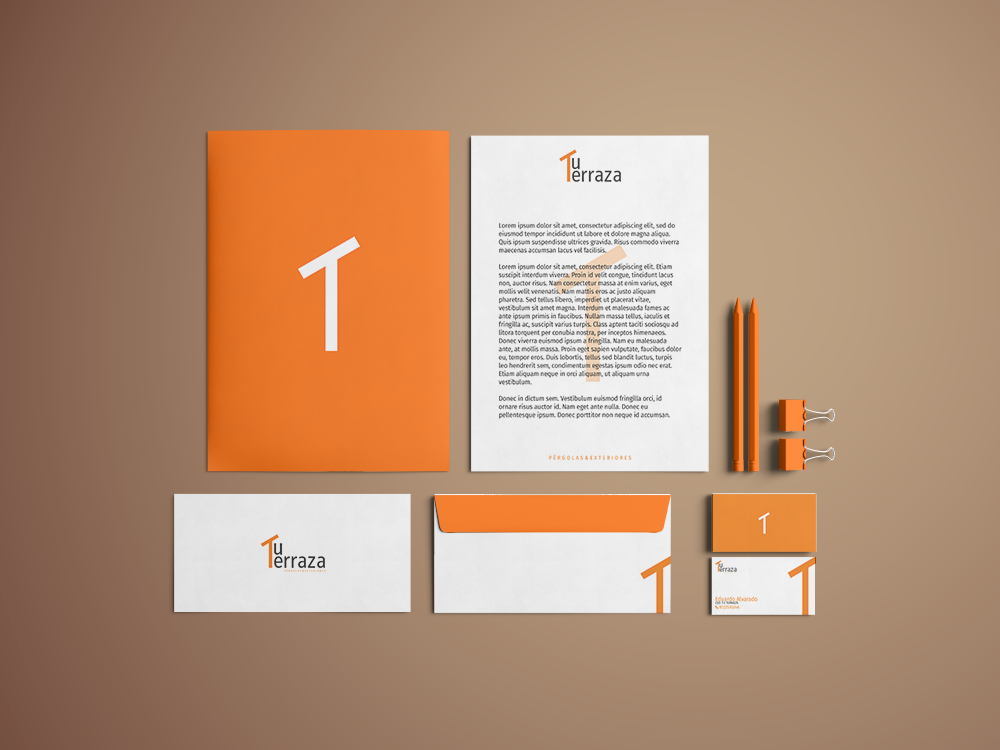 T
Tu
Terraza
Lorem ipsum dolor sit amet, consectetur adipiscing elit, sed do
eiusmod tempor incididunt ut labore et dolore magna aliqua.
Quis ipsum suspendisse ultrices gravida. Risus commodo viverra
maecenas accumsan lacus vel facilisis.
Lorem ipsum dolor sit amet, consectetur adipiscing elit. Etiam
suscipit interdum viverra. Proin id velit congue, tincidunt lacus
non, auctor risus. Nam consectetur massa at enim varius, eget
mollis velit venenatis. Nam mattis eros ac justo aliquam
pharetra. Sed tellus libero, imperdiet ut placerat vitae,
vestibulum sit amet magna. Interdum et malesuada fames ac
ante ipsum primis in faucibus. Nullam massa tellus, iaculis et
fringilla ac, suscipit varius turpis. Class aptent taciti sociosqu ad
litora torquent per conubia nostra, per inceptos himenaeos.
Donec viverra euismod ipsum a fringilla. Nam eu malesuada
ante, at mollis massa. Proin eget sapien vulputate, faucibus dolor
eu, tempor eros. Duis lobortis, tellus sed blandit luctus, turpis
leo hendrerit sem, condimentum egestas ipsum odio nec erat.
Etiam aliquam neque in orci aliquam, ut aliquam urna
vestibulum.
Donec in dictum sem. Vestibulum euismod fringilla orci, id
ornare risus auctor id. Nam eget ante nulla. Donec eu
pellentesque ipsum. Donec porttitor non neque id accumsan.
PÉRGOLAS&EXTERIORES
Tu
Terraza
T
T
Tu
Terraza
T
Eduardo Alvarado